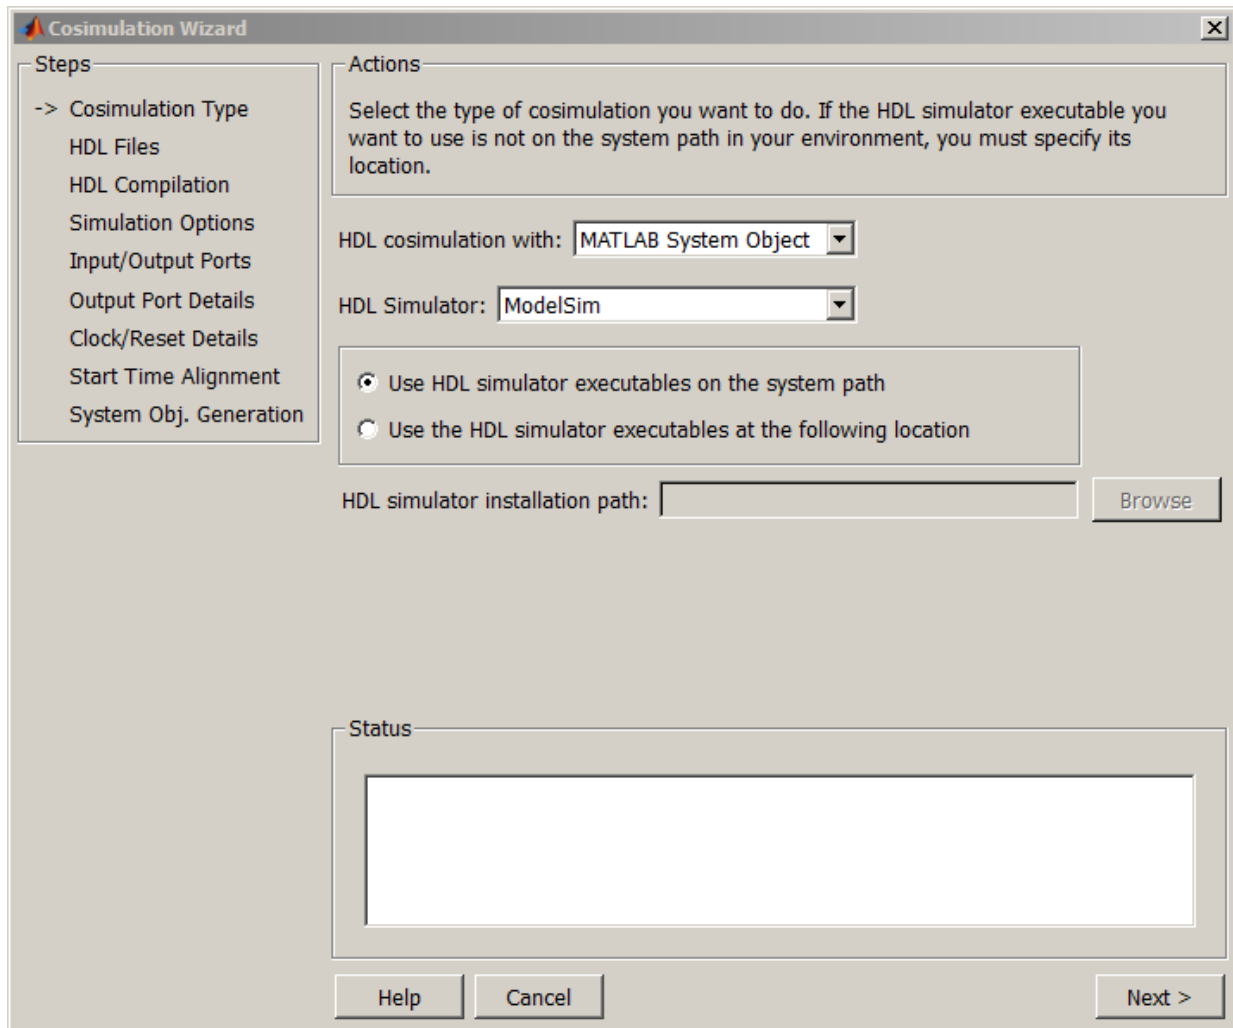 Cosimulation Wizard
Steps
-> Cosimulation Type
HDL Files
HDL Compilation
Simulation Options
Input/Output Ports
Output Port Details
Clock/Reset Details
Start Time Alignment
System Obj. Generation
Actions
Select the type of cosimulation you want to do. If the HDL simulator executable you
want to use is not on the system path in your environment, you must specify its
location.
HDL cosimulation with: MATLAB System Object
HDL Simulator: ModelSim
Use HDL simulator executables on the system path
Use the HDL simulator executables at the following location
HDL simulator installation path: Browse
Status
Help Cancel Next >